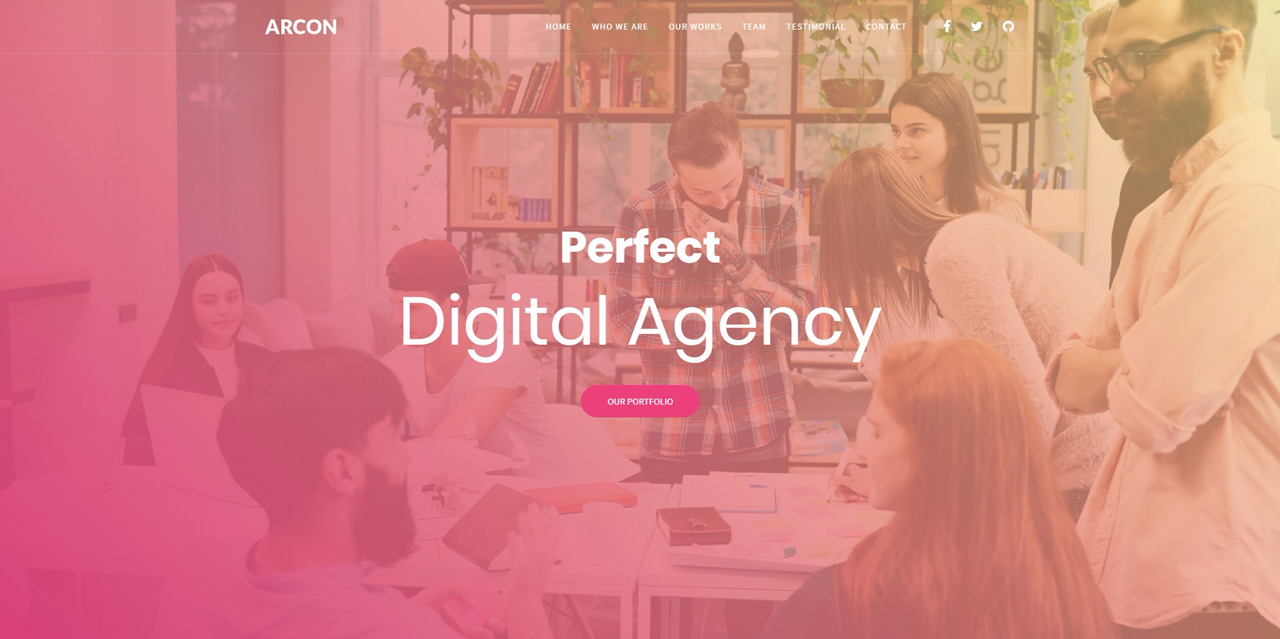 ARCON
HOME WHO WE ARE OUR WORKS TEAM TESTIMONIAL CONTACT
Perfect
Digital Agency
OUR PORTFOLIO